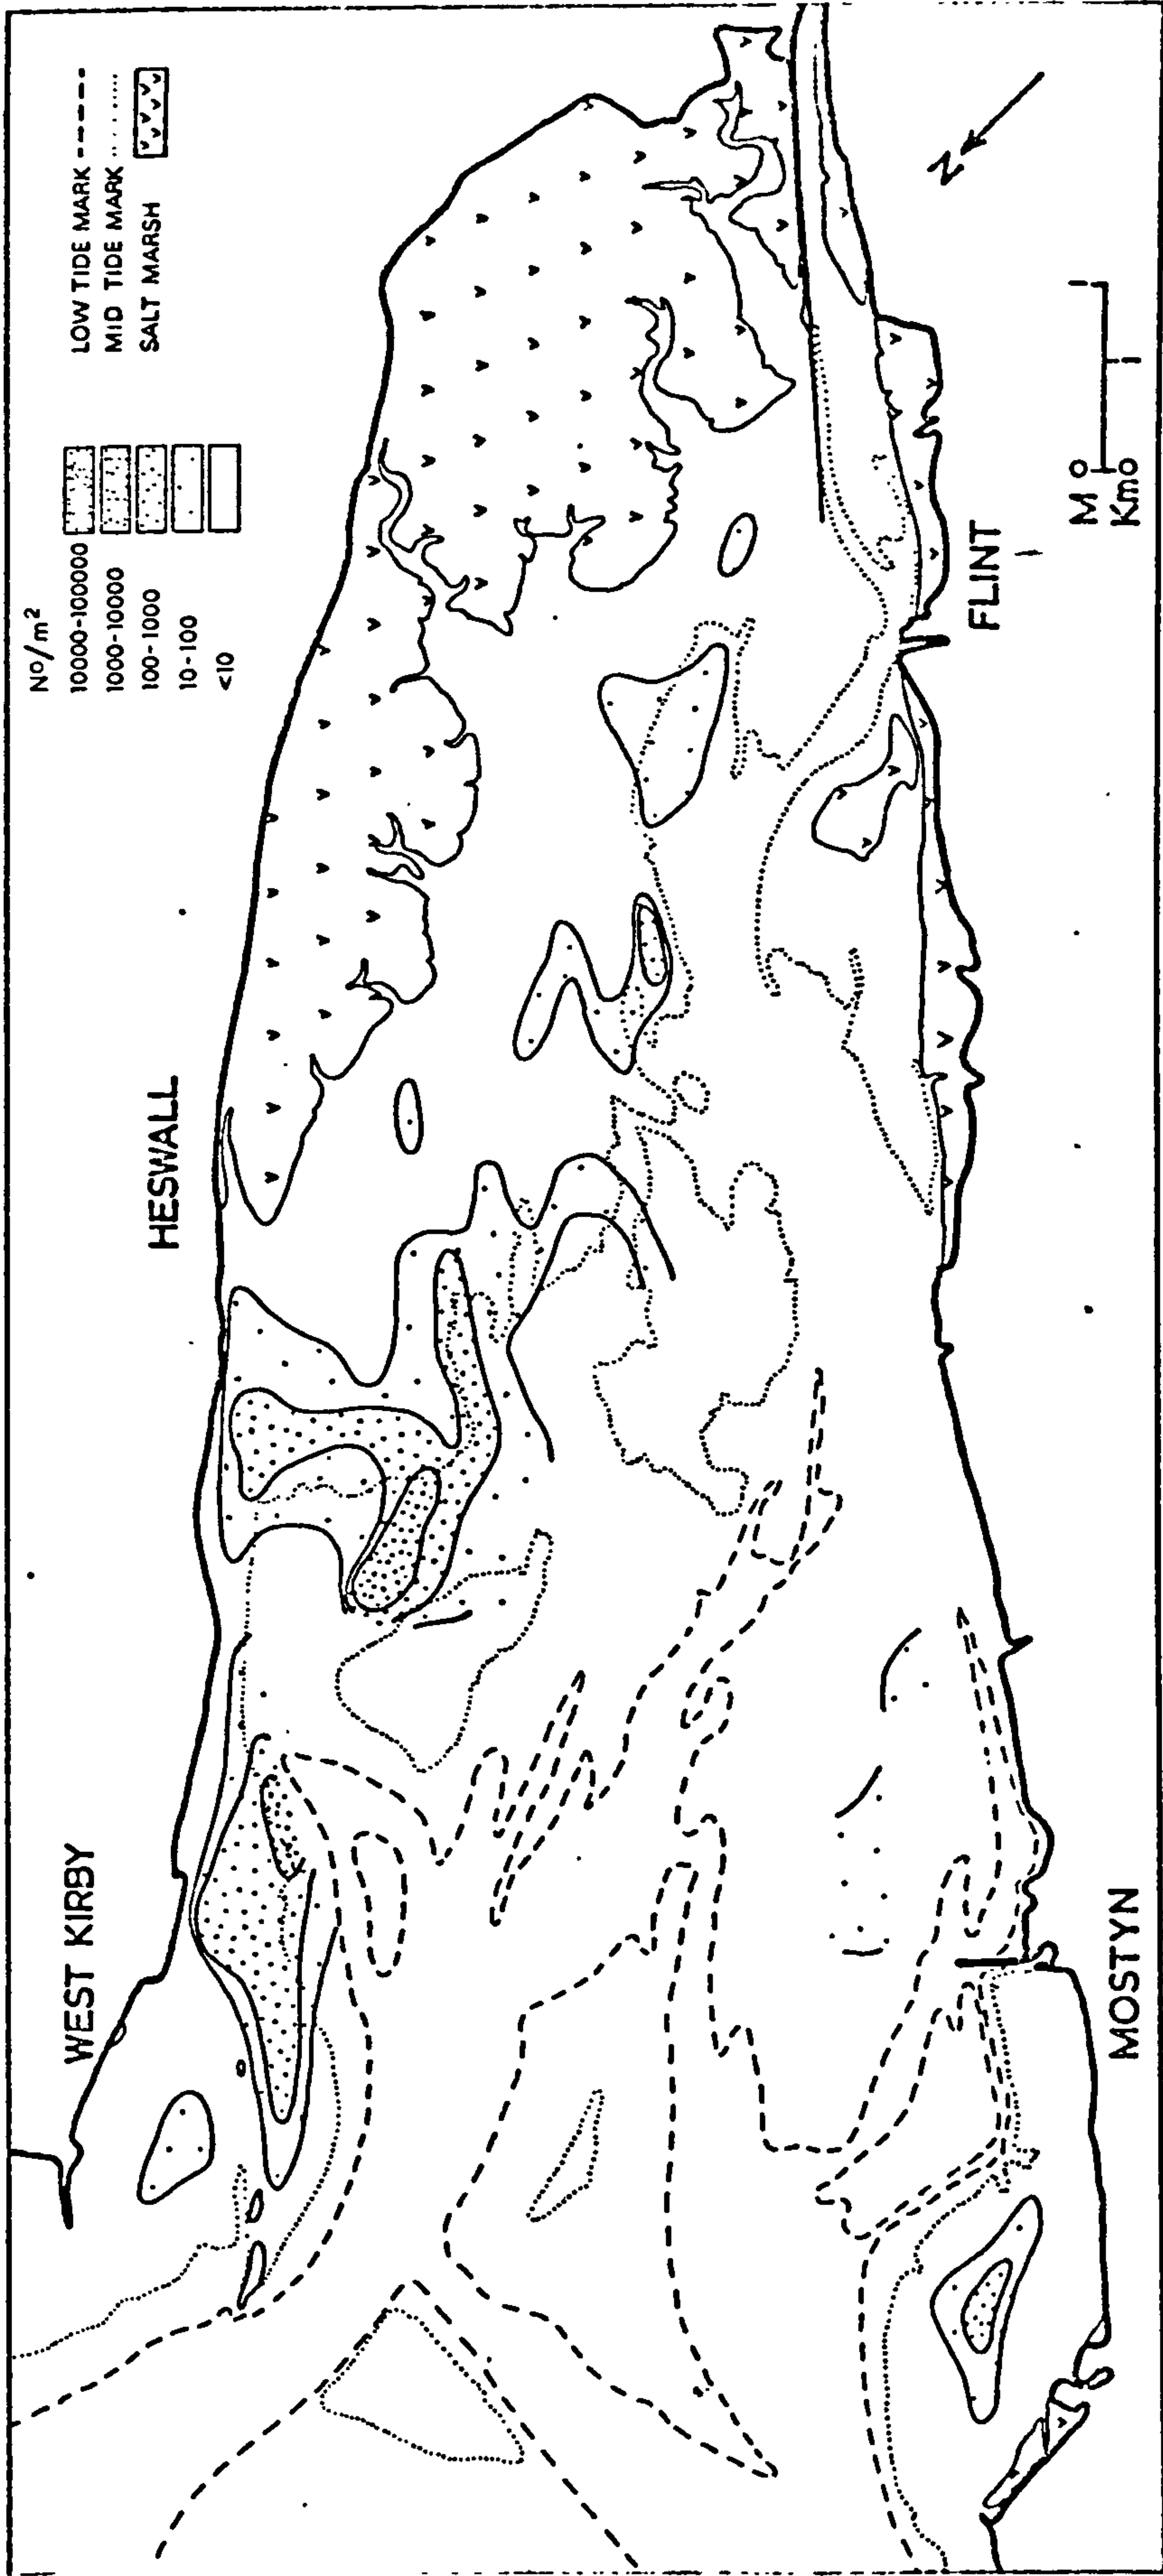 No/m²
10000-100000
1000-10000
100-1000
10-100
<10
LOW TIDE MARK
MID TIDE MARK
SALT MARSH
WEST KIRBY
HESWALL
FLINT
MOSTYN
N
M 0 1
Km 0 1